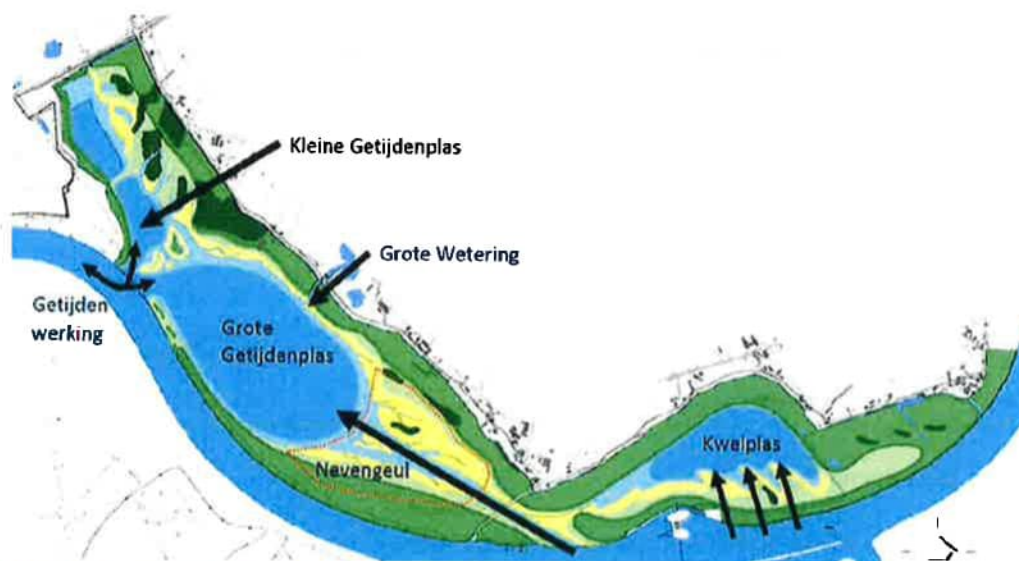 Kleine Getijdenplas
Grote Wetering
Getijden
werking
Grote
Getijdenplas
Kwelplas
Nevengeul